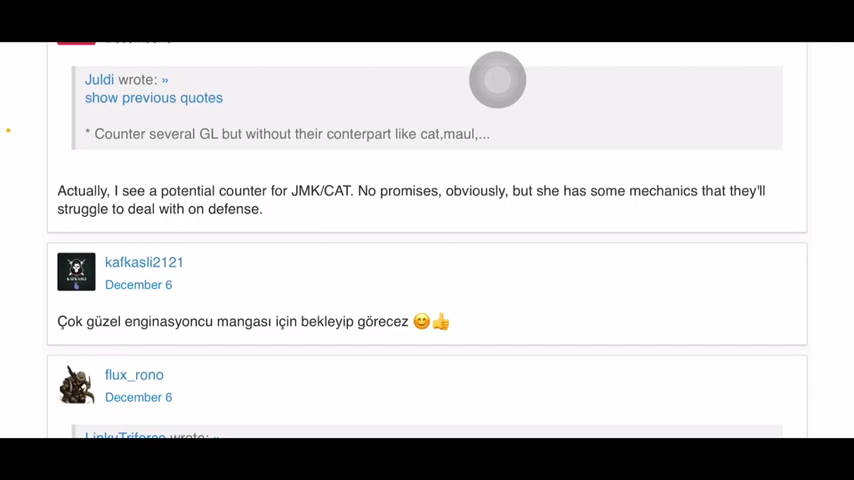 Juldi wrote: »
show previous quotes
* Counter several GL but without their conterpart like cat,maul,...
Actually, I see a potential counter for JMK/CAT. No promises, obviously, but she has some mechanics that they'll
struggle to deal with on defense.
kafkasli2121
December 6
Çok güzel enginasyoncu mangası için bekleyip görecez 😊👍
flux_rono
December 6
LinkyTriforce wrote: »